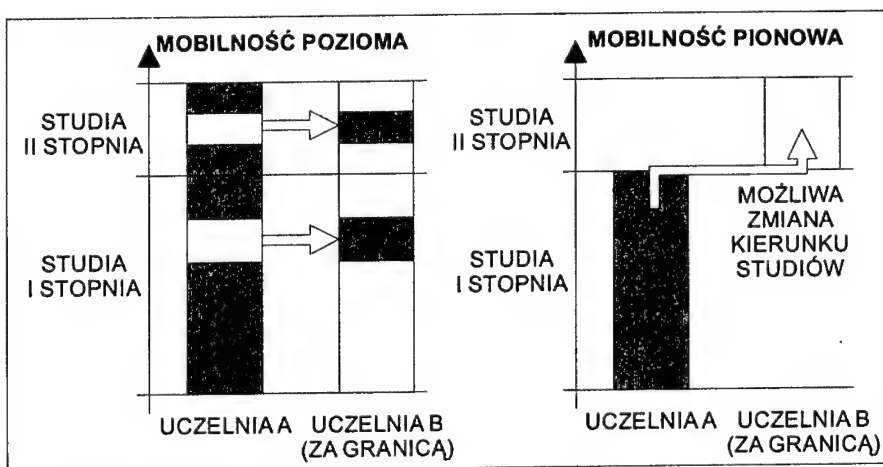 MOBILNOŚĆ POZIOMA
STUDIA
II STOPNIA
STUDIA
I STOPNIA
UCZELNIA A
UCZELNIA B
(ZA GRANICĄ)
MOBILNOŚĆ PIONOWA
STUDIA
II STOPNIA
MOŻLIWA
ZMIANA
KIERUNKU
STUDIÓW
STUDIA
I STOPNIA
UCZELNIA A
UCZELNIA B
(ZA GRANICĄ)